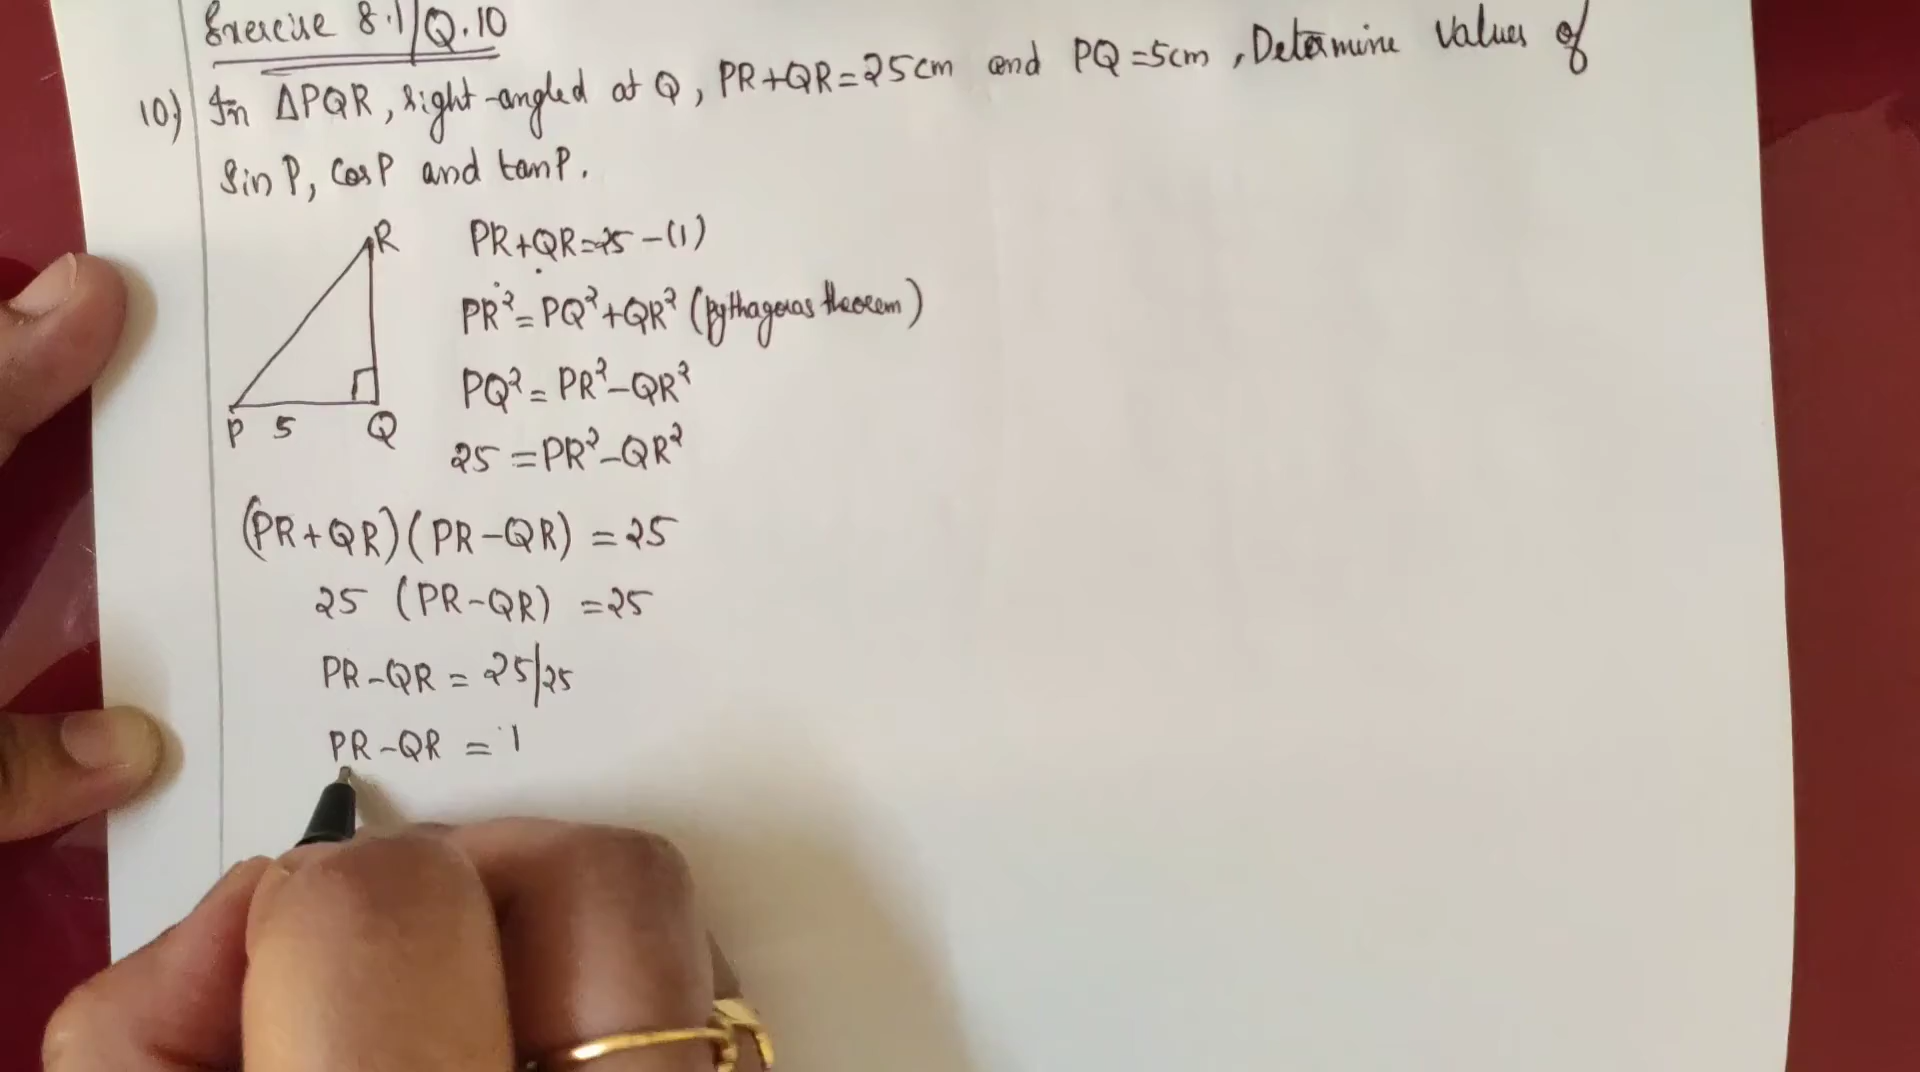 Exercise 8.1/Q.10
10) In ΔPQR, right-angled at Q, PR+QR=25cm and PQ=5cm, Determine values of
Sin P, Cos P and tan P.
R
P 5 Q
PR+QR=25 -(1)
PR²=PQ²+QR² (pythagoras theorem)
PQ²=PR²-QR²
25=PR²-QR²
(PR+QR)(PR-QR)=25
25 (PR-QR)=25
PR-QR=25/25
PR-QR=1